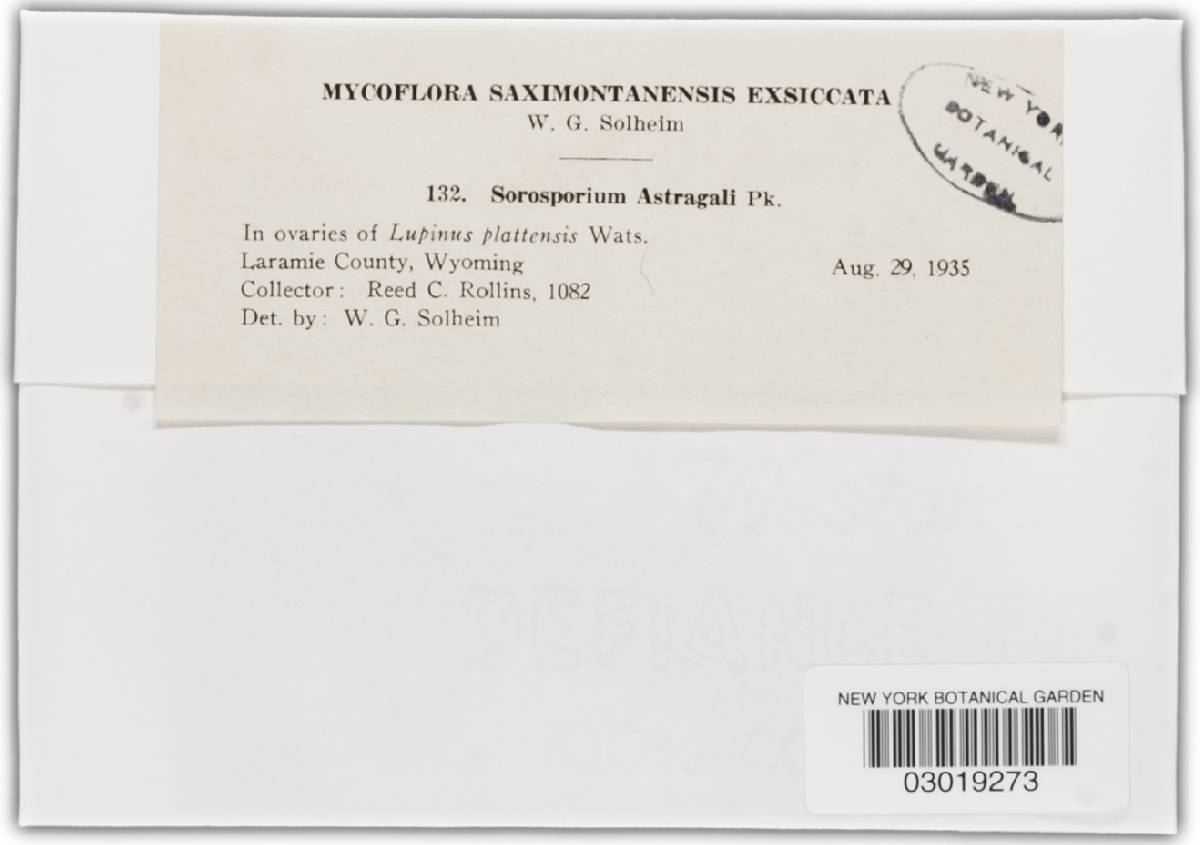 MYCOFLORA SAXIMONTANENSIS EXSICCATA
W. G. Solheim
NEW YOR
BOTANICAL
GARDEN
132. Sorosporium Astragali Pk.
In ovaries of Lupinus plattensis Wats.
Laramie County, Wyoming
Aug. 29, 1935
Collector: Reed C. Rollins, 1082
Det. by: W. G. Solheim
NEW YORK BOTANICAL GARDEN
03019273